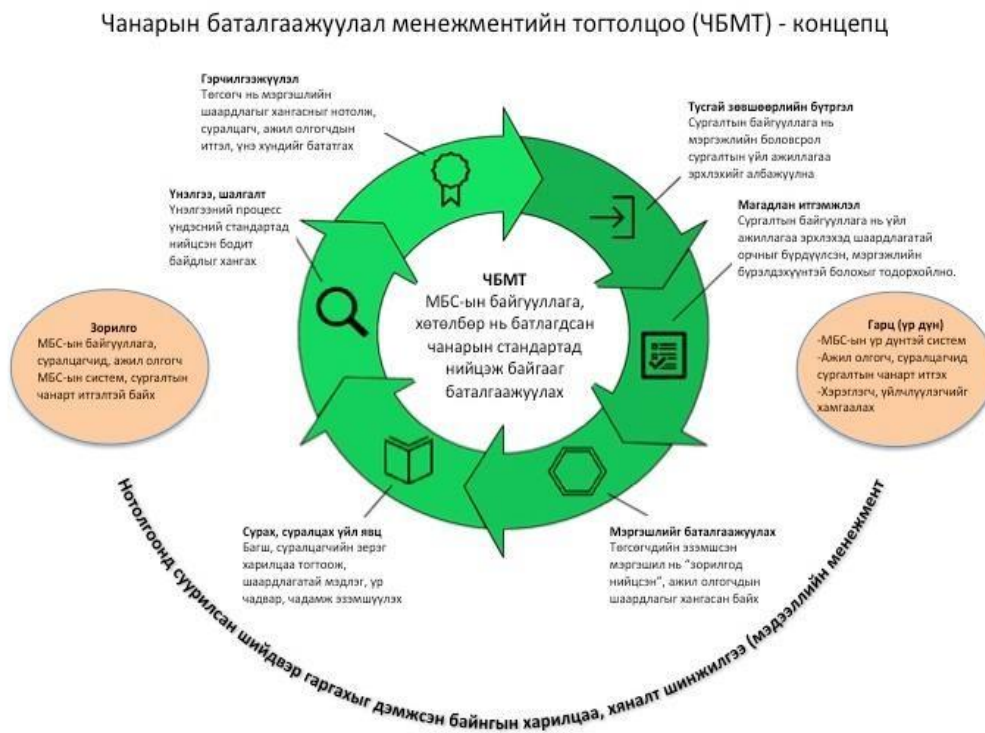 Чанарын баталгаажуулал менежментийн тогтолцоо (ЧБМТ) - концепц
Гэрчилгээжүүлэл
Төгсөгч нь мэргэшлийн
шаардлагыг хангасныг нотолж,
суралцагч, ажил олгогчдын
итгэл, үнэ хүндийг бататгах
Тусгай зөвшөөрлийн бүтргэл
Сургалтын байгууллага нь
мэргэжлийн боловсрол
сургалтын үйл ажиллагаа
эрхлэхийг албажуулна
Үнэлгээ, шалгалт
Үнэлгээний процесс
үндэсний стандартад
нийцсэн бодит
байдлыг хангах
Магадлан итгэмжлэл
Сургалтын байгууллага нь үйл
ажиллагаа эрхлэхэд шаардлагатай
орчныг бүрдүүлсэн, мэргэжлийн
бүрэлдэхүүнтэй болохыг тодорхойлно.
ЧБМТ
МБС-ын байгууллага,
хөтөлбөр нь батлагдсан
чанарын стандартад
нийцэж байгааг
баталгаажуулах
Зорилго
МБС-ын байгууллага,
суралцагчид, ажил олгогч
МБС-ын систем, сургалтын
чанарт итгэлтэй байх
Гарц (үр дүн)
-МБС-ын үр дүнтэй систем
-Ажил олгогч, суралцагчид
сургалтын чанарт итгэх
-Хэрэглэгч, үйлчлүүлэгчийг
хамгаалах
Сурах, суралцах үйл явц
Багш, суралцагчийн эерэг
харилцаа тогтоож,
шаардлагатай мэдлэг, ур
чадвар, чадамж эзэмшүүлэх
Мэргэшлийг баталгаажуулах
Төгсөгчдийн эзэмшсэн
мэргэшил нь “зорилгод
нийцсэн”, ажил олгогчдын
шаардлагыг хангасан байх
Нотолгоонд суурилсан шийдвэр гаргахыг дэмжсэн байнгын харилцаа, хяналт шинжилгээ (мэдээллийн менежмент